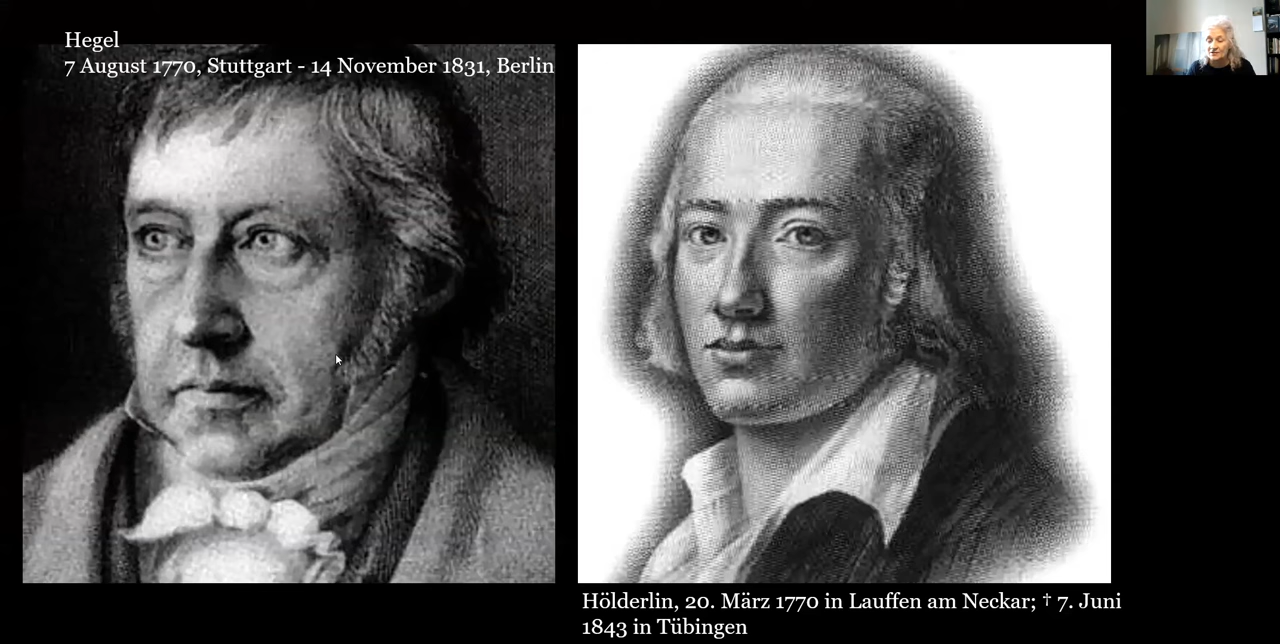 Hegel
7 August 1770, Stuttgart - 14 November 1831, Berlin
Hölderlin, 20. März 1770 in Lauffen am Neckar; † 7. Juni
1843 in Tübingen